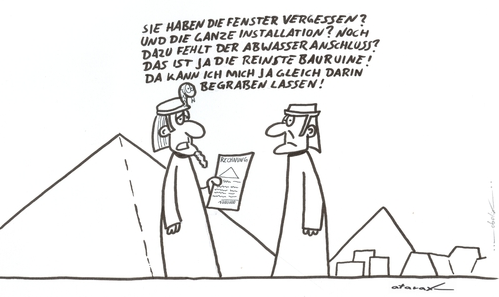 SIE HABEN DIE FENSTER VERGESSEN?
UND DIE GANZE INSTALLATION? NOCH
DAZU FEHLT DER ABWASSERANSCHLUSS?
DAS IST JA DIE REINSTE BAURUINE!
DA KANN ICH MICH JA GLEICH DARIN
BEGRABEN LASSEN!
RECHNUNG
ataraX